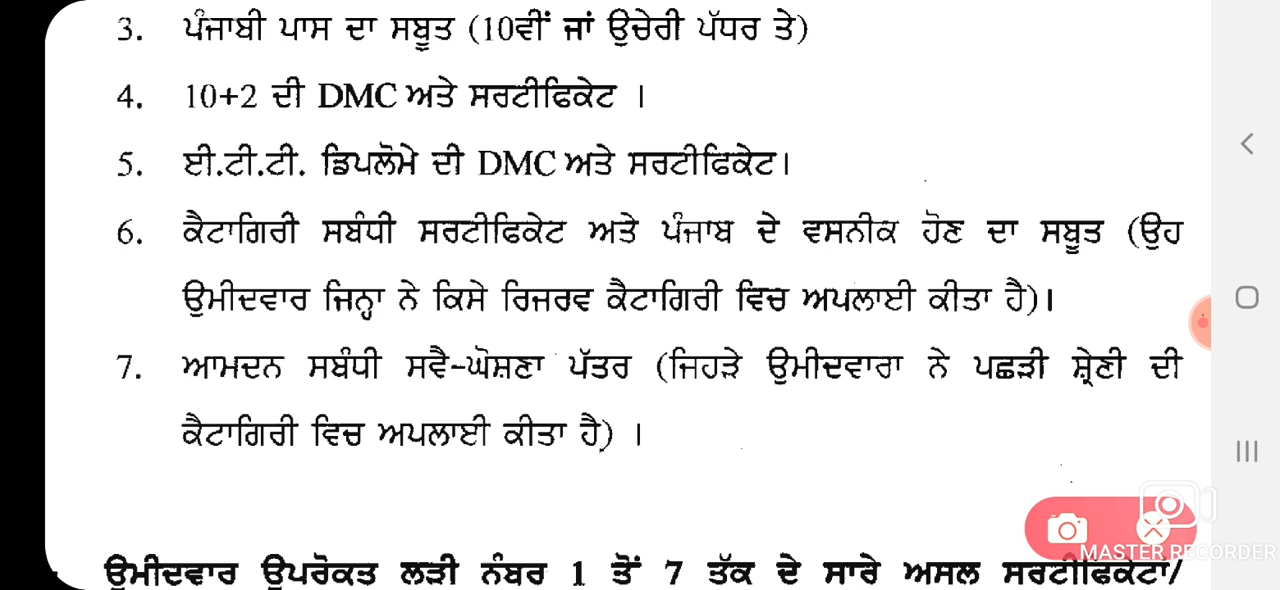 3. ਪੰਜਾਬੀ ਪਾਸ ਦਾ ਸਬੂਤ (10ਵੀਂ ਜਾਂ ਉਚੇਰੀ ਪੱਧਰ ਤੇ)
4. 10+2 ਦੀ DMC ਅਤੇ ਸਰਟੀਫਿਕੇਟ ।
5. ਈ.ਟੀ.ਟੀ. ਡਿਪਲੋਮੇ ਦੀ DMC ਅਤੇ ਸਰਟੀਫਿਕੇਟ।
6. ਕੈਟਾਗਿਰੀ ਸਬੰਧੀ ਸਰਟੀਫਿਕੇਟ ਅਤੇ ਪੰਜਾਬ ਦੇ ਵਸਨੀਕ ਹੋਣ ਦਾ ਸਬੂਤ (ਉਹ
ਉਮੀਦਵਾਰ ਜਿਨ੍ਹਾ ਨੇ ਕਿਸੇ ਰਿਜਰਵ ਕੈਟਾਗਿਰੀ ਵਿਚ ਅਪਲਾਈ ਕੀਤਾ ਹੈ)।
7. ਆਮਦਨ ਸਬੰਧੀ ਸਵੈ-ਘੋਸ਼ਣਾ ਪੱਤਰ (ਜਿਹੜੇ ਉਮੀਦਵਾਰਾ ਨੇ ਪਛੜੀ ਸ਼੍ਰੇਣੀ ਦੀ
ਕੈਟਾਗਿਰੀ ਵਿਚ ਅਪਲਾਈ ਕੀਤਾ ਹੈ) ।
MASTER RECORDER
ਉਮੀਦਵਾਰ ਉਪਰੋਕਤ ਲੜੀ ਨੰਬਰ 1 ਤੋਂ 7 ਤੱਕ ਦੇ ਸਾਰੇ ਅਸਲ ਸਰਟੀਫਿਕੇਟਾਂ/